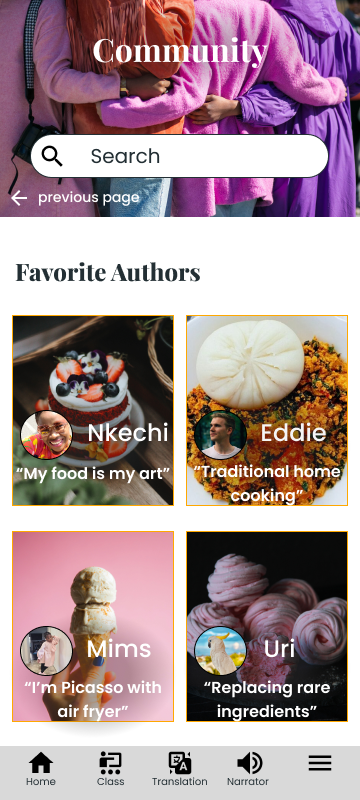 Community
Search
previous page
Favorite Authors
Nkechi
“My food is my art”
Eddie
“Traditional home
cooking”
Mims
“I’m Picasso with
air fryer”
Uri
“Replacing rare
ingredients”
Home
Class
Translation
Narrator